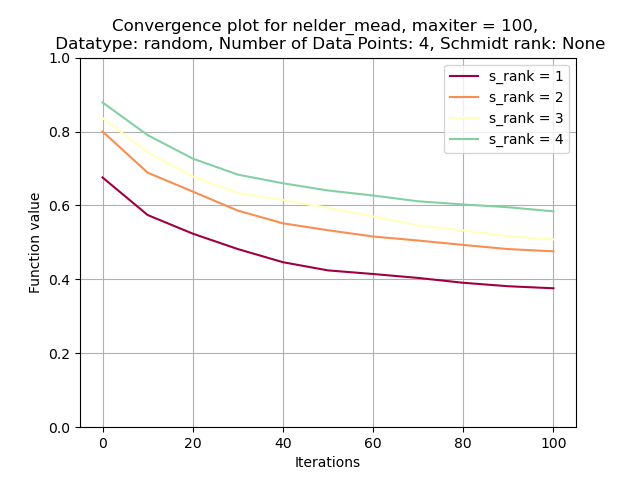 Convergence plot for nelder_mead, maxiter = 100,
Datatype: random, Number of Data Points: 4, Schmidt rank: None
1.0
0.8
0.6
0.4
0.2
0.0
Function value
s_rank = 1
s_rank = 2
s_rank = 3
s_rank = 4
0 20 40 60 80 100
Iterations